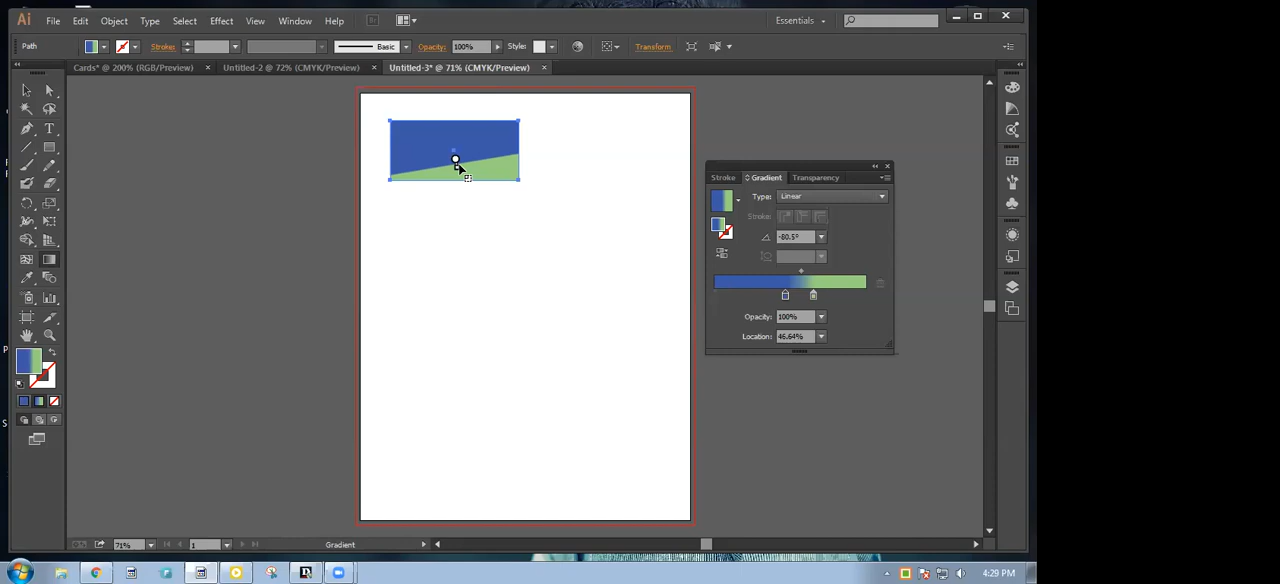 Ai File Edit Object Type Select Effect View Window Help Br Essentials
Path Stroke: Basic Opacity: 100% Style: Transform
Cards* @ 200% (RGB/Preview) × Untitled-2 @ 72% (CMYK/Preview) × Untitled-3* @ 71% (CMYK/Preview) ×
Stroke Gradient Transparency
Type: Linear
Stroke:
-80.5°
Opacity: 100%
Location: 46.64%
71% 1 Gradient
4:29 PM